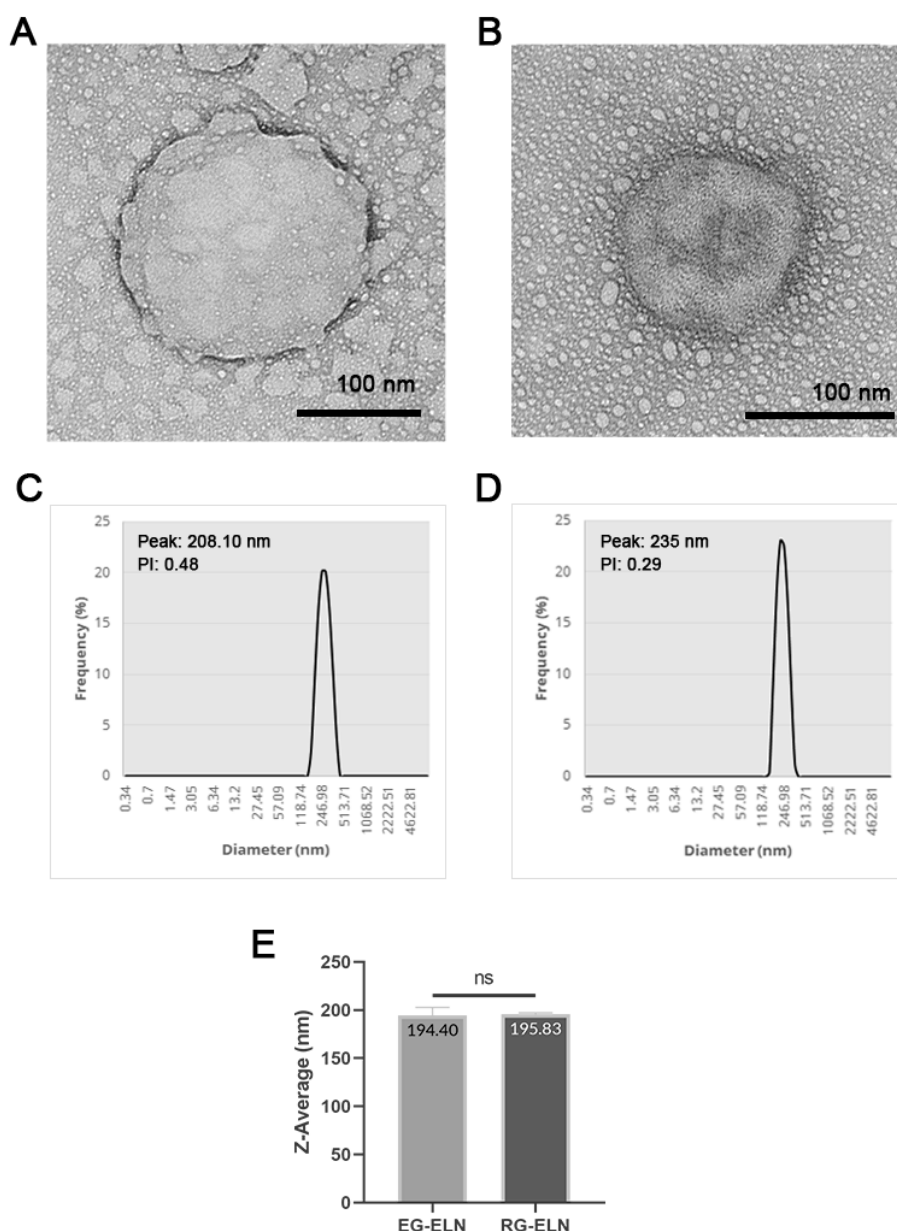 A
B
100 nm
100 nm
C
D
Peak: 208.10 nm
PI: 0.48
25
20
15
10
5
0
Frequency (%)
0.34
0.7
1.47
3.05
6.34
13.2
27.45
57.09
118.74
246.98
513.71
1068.52
2222.51
4622.81
Diameter (nm)
Peak: 235 nm
PI: 0.29
25
20
15
10
5
0
Frequency (%)
0.34
0.7
1.47
3.05
6.34
13.2
27.45
57.09
118.74
246.98
513.71
1068.52
2222.51
4622.81
Diameter (nm)
E
250
200
150
100
50
0
Z-Average (nm)
ns
194.40
195.83
EG-ELN
RG-ELN